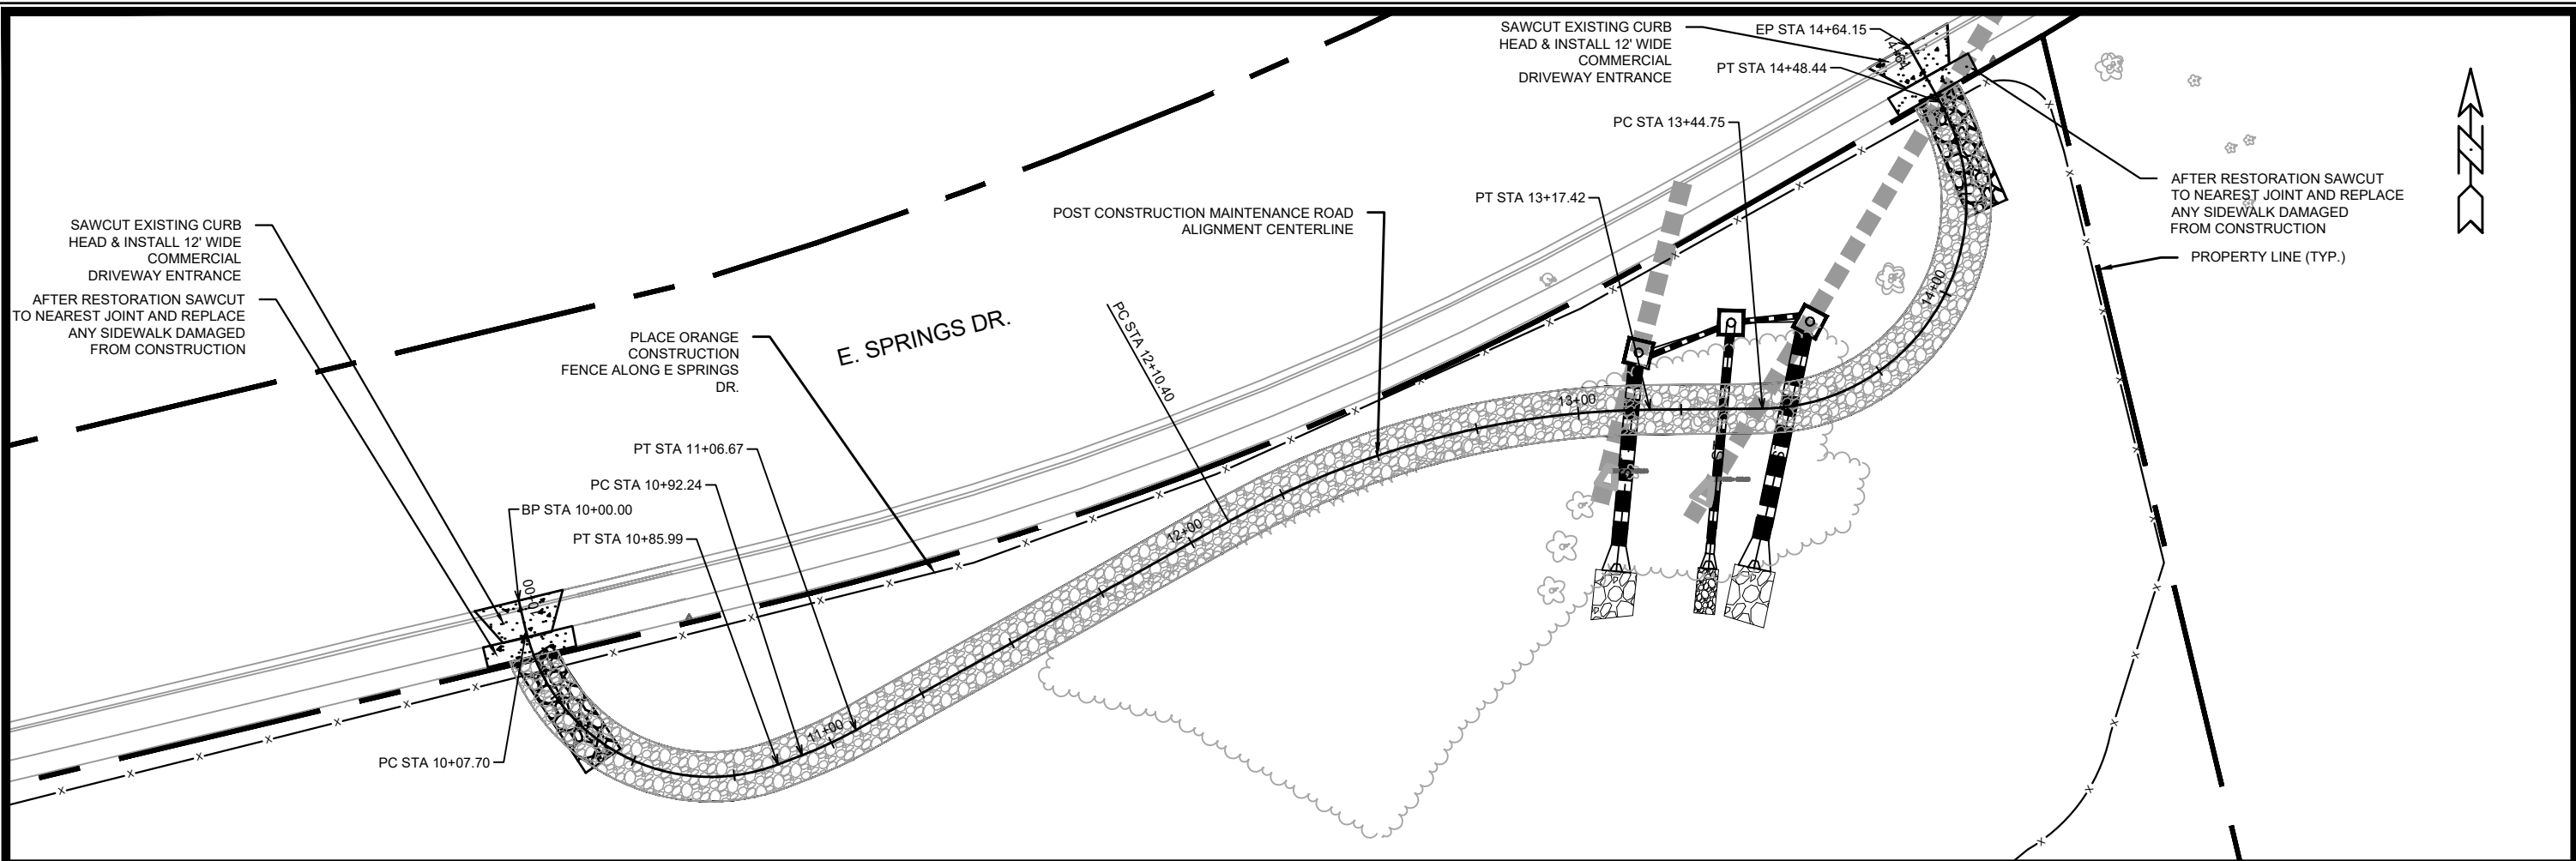 SAWCUT EXISTING CURB
HEAD & INSTALL 12' WIDE
COMMERCIAL
DRIVEWAY ENTRANCE
EP STA 14+64.15
PT STA 14+48.44
PC STA 13+44.75
PT STA 13+17.42
AFTER RESTORATION SAWCUT
TO NEAREST JOINT AND REPLACE
ANY SIDEWALK DAMAGED
FROM CONSTRUCTION
PROPERTY LINE (TYP.)
POST CONSTRUCTION MAINTENANCE ROAD
ALIGNMENT CENTERLINE
SAWCUT EXISTING CURB
HEAD & INSTALL 12' WIDE
COMMERCIAL
DRIVEWAY ENTRANCE
AFTER RESTORATION SAWCUT
TO NEAREST JOINT AND REPLACE
ANY SIDEWALK DAMAGED
FROM CONSTRUCTION
PLACE ORANGE
CONSTRUCTION
FENCE ALONG E SPRINGS
DR.
E. SPRINGS DR.
PC STA 12+10.40
14+00
13+00
12+00
11+00
10+00
PT STA 11+06.67
PC STA 10+92.24
BP STA 10+00.00
PT STA 10+85.99
PC STA 10+07.70